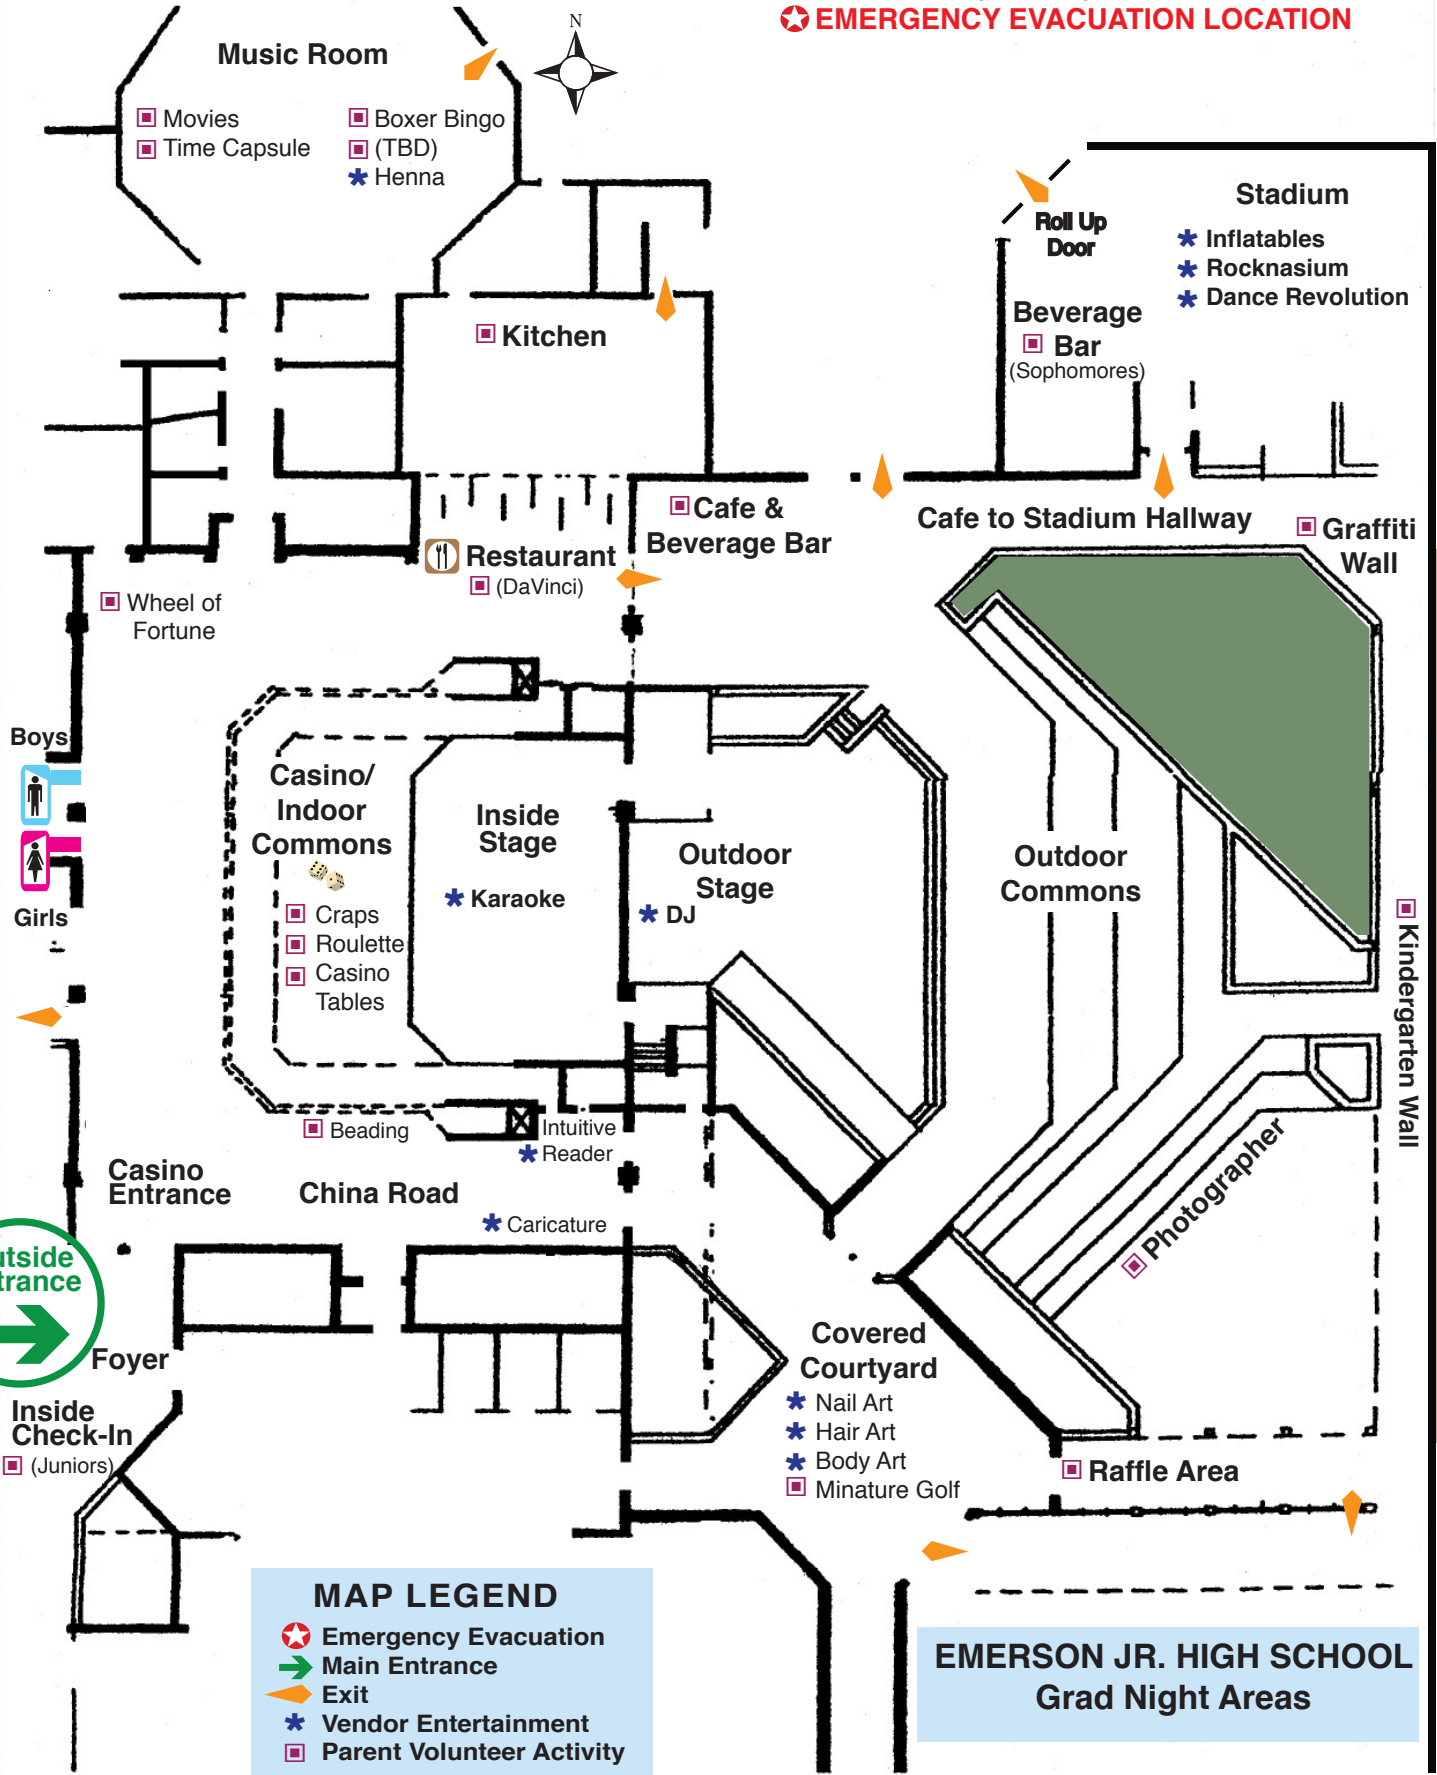 EMERGENCY EVACUATION LOCATION
N
Music Room
Movies
Time Capsule
Boxer Bingo
(TBD)
Henna
Roll Up
Door
Stadium
Inflatables
Rocknasium
Dance Revolution
Kitchen
Beverage
Bar
(Sophomores)
Cafe &
Beverage Bar
Cafe to Stadium Hallway
Graffiti
Wall
Restaurant
(DaVinci)
Wheel of
Fortune
Boys
Girls
Casino/
Indoor
Commons
Craps
Roulette
Casino
Tables
Inside
Stage
Karaoke
Outdoor
Stage
DJ
Outdoor
Commons
Kindergarten Wall
Beading
Intuitive
Reader
Casino
Entrance
China Road
Caricature
Photographer
utside
trance
Foyer
Inside
Check-In
(Juniors)
Covered
Courtyard
Nail Art
Hair Art
Body Art
Minature Golf
Raffle Area
MAP LEGEND
Emergency Evacuation
Main Entrance
Exit
Vendor Entertainment
Parent Volunteer Activity
EMERSON JR. HIGH SCHOOL
Grad Night Areas